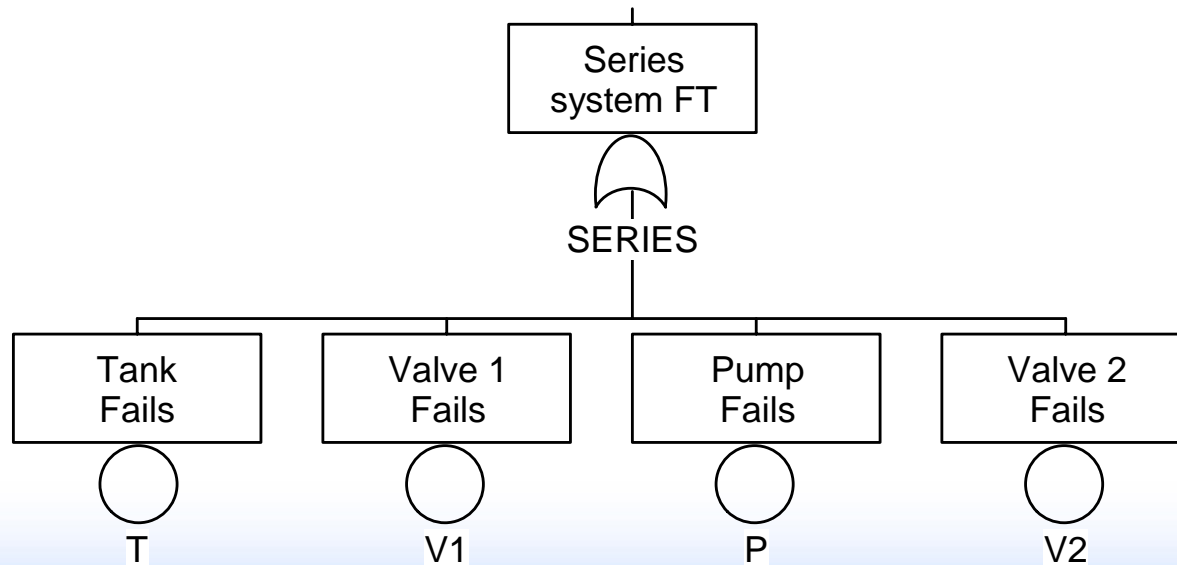 Series
system FT
SERIES
Tank
Fails
Valve 1
Fails
Pump
Fails
Valve 2
Fails
T
V1
P
V2